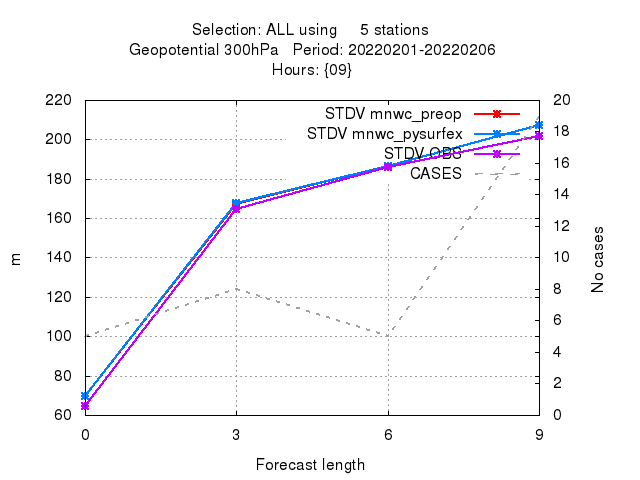 Selection: ALL using     5 stations
Geopotential 300hPa   Period: 20220201-20220206
Hours: {09}
220
200
180
160
140
120
100
80
60
20
18
16
14
12
10
8
6
4
2
0
STDV mnwc_preop
STDV mnwc_pysurfex
STDV OBS
CASES
m
No cases
0 3 6 9
Forecast length